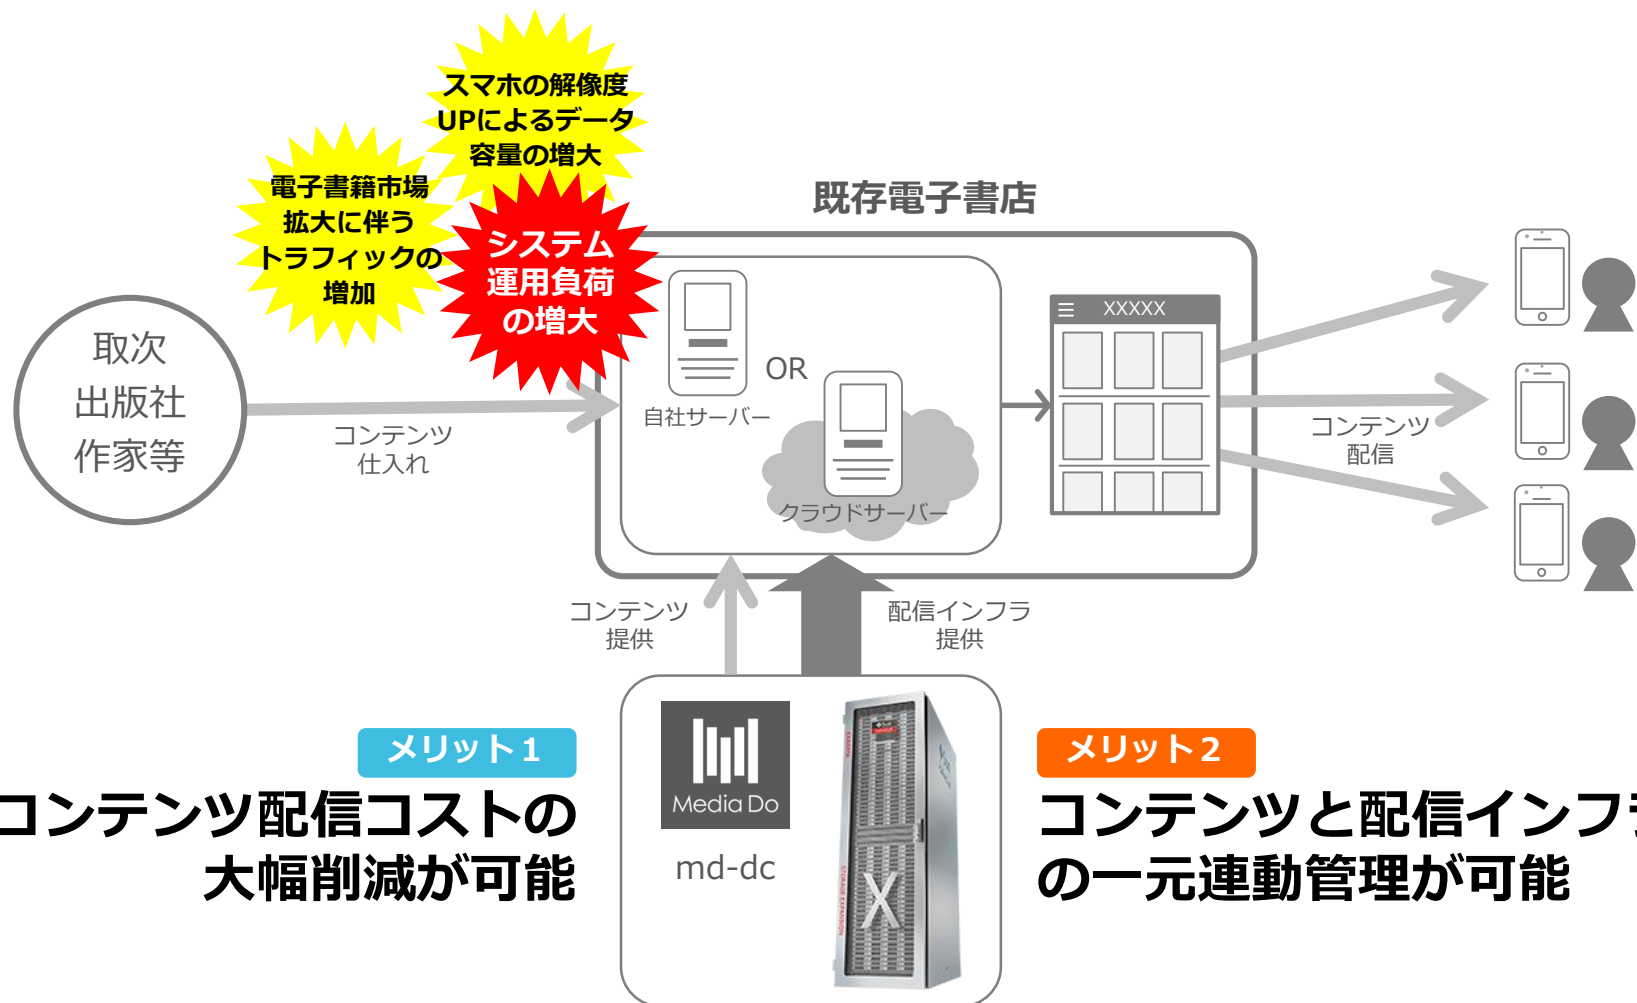 スマホの解像度
UPによるデータ
容量の増大
電子書籍市場
拡大に伴う
トラフィックの
増加
システム
運用負荷
の増大
既存電子書店
取次
出版社
作家等
コンテンツ
仕入れ
自社サーバー
OR
クラウドサーバー
XXXXX
コンテンツ
配信
コンテンツ
提供
配信インフラ
提供
メリット１
コンテンツ配信コストの
大幅削減が可能
Media Do
md-dc
X
メリット２
コンテンツと配信インフラ
の一元連動管理が可能